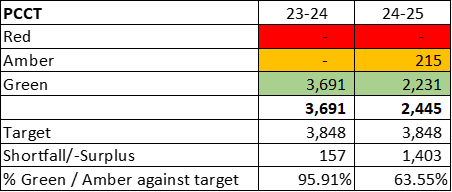 PCCT 23-24 24-25
Red - -
Amber - 215
Green 3,691 2,231
3,691 2,445
Target 3,848 3,848
Shortfall/-Surplus 157 1,403
% Green / Amber against target 95.91% 63.55%